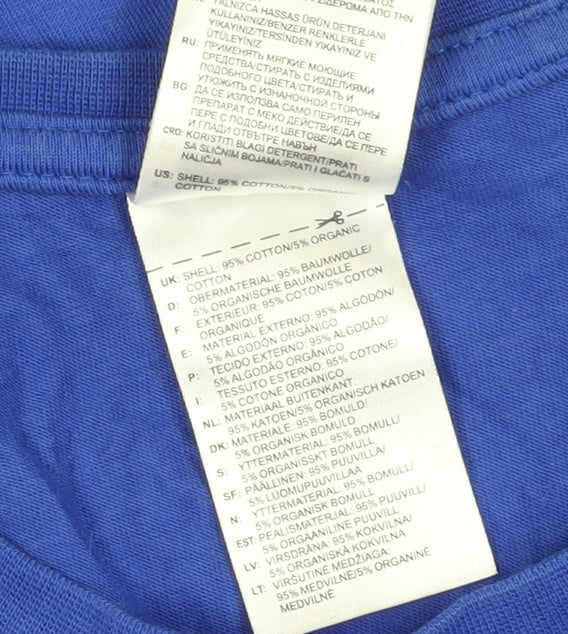 ΣΙΔΕΡΩΜΑ ΑΠΟ ΤΗΝ
YALNIZCA HASSAS ÜRÜN DETERJANI
KULLANINIZ/BENZER RENKLERLE
YIKAYINIZ/TERSİNDEN YIKAYINIZ VE
ÜTÜLEYİNİZ
RU: ПРИМЕНЯТЬ МЯГКИЕ МОЮЩИЕ
СРЕДСТВА/СТИРАТЬ С ИЗДЕЛИЯМИ
ПОДОБНОГО ЦВЕТА/СТИРАТЬ И
УТЮЖИТЬ С ИЗНАНОЧНОЙ СТОРОНЫ
BG: ДА СЕ ИЗПОЛЗВА САМО ПЕРИЛЕН
ПРЕПАРАТ С МЕКО ДЕЙСТВИЕ/ДА СЕ
ПЕРЕ С ПОДОБНИ ЦВЕТОВЕ/ДА СЕ ПЕРЕ
И ГЛАДИ ОТВЪТРЕ НАВЪН
CRO: KORISTITI BLAGI DETERGENT/PRATI
SA SLIČNIM BOJAMA/PRATI I GLAČATI S
NALIČJA
US: SHELL: 95% COTTON/5% ORGANIC
COTTON
UK: SHELL: 95% COTTON/5% ORGANIC
COTTON
D: OBERMATERIAL: 95% BAUMWOLLE/
5% ORGANISCHE BAUMWOLLE
F: EXTERIEUR: 95% COTON/5% COTON
ORGANIQUE
E: MATERIAL EXTERNO: 95% ALGODÓN/
5% ALGODÓN ORGÁNICO
P: TECIDO EXTERNO: 95% ALGODÃO/
5% ALGODÃO ORGÂNICO
I: TESSUTO ESTERNO: 95% COTONE/
5% COTONE ORGANICO
NL: MATERIAAL BUITENKANT:
95% KATOEN/5% ORGANISCH KATOEN
DK: MATERIALE: 95% BOMULD/
5% ORGANISK BOMULD
S: YTTERMATERIAL: 95% BOMULL/
5% ORGANISSKT BOMULL
SF: PÄÄLLINEN: 95% PUUVILLA/
5% LUOMUPUUVILLAA
N: YTTERMATERIAL: 95% BOMULL/
5% ORGANISK BOMULL
EST: PEALISMATERJAL: 95% PUUVILL/
5% ORGAANILINE PUUVILL
LV: VIRSDRĀNA: 95% KOKVILNA/
5% ORGANISKĀ KOKVILNA
LT: VIRŠUTINĖ MEDŽIAGA:
95% MEDVILNĖ/5% ORGANINĖ
MEDVILNĖ